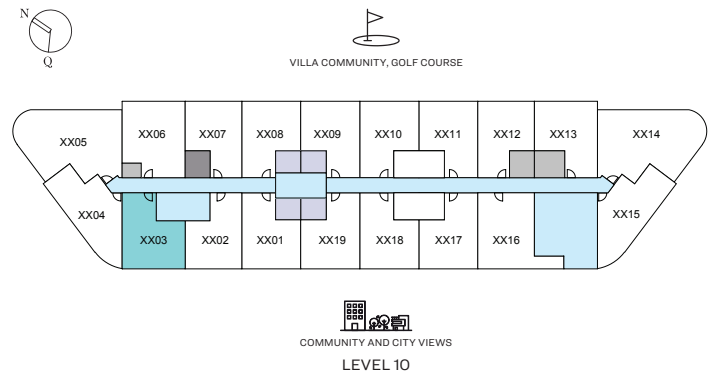 N
Q
VILLA COMMUNITY, GOLF COURSE
XX05 XX06 XX07 XX08 XX09 XX10 XX11 XX12 XX13 XX14
XX04 XX03 XX02 XX01 XX19 XX18 XX17 XX16 XX15
COMMUNITY AND CITY VIEWS
LEVEL 10